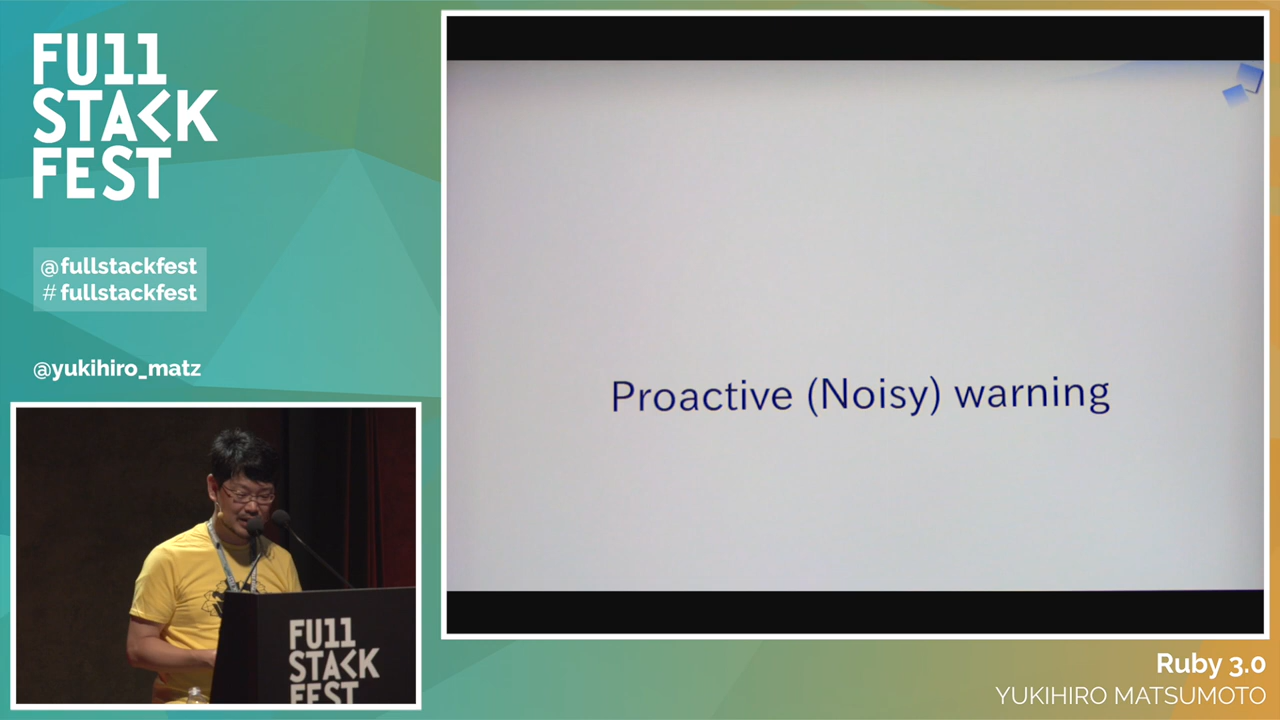 FU11
STACK
FEST
@fullstackfest
# fullstackfest
@yukihiro_matz
Proactive (Noisy) warning
FU11
STACK
FEST
Ruby 3.0
YUKIHIRO MATSUMOTO